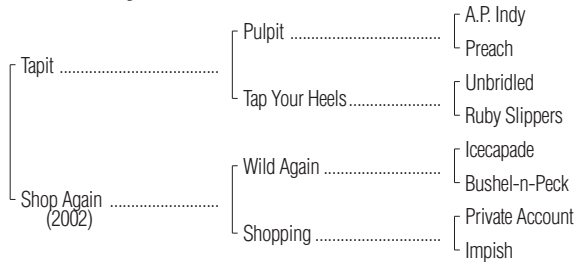 A.P. Indy
Pulpit ..........................................
Preach
Tapit ............................................
Unbridled
Tap Your Heels.........................
Ruby Slippers
Icecapade
Wild Again ................................
Bushel-n-Peck
Shop Again ..............................
(2002)
Private Account
Shopping ..................................
Impish